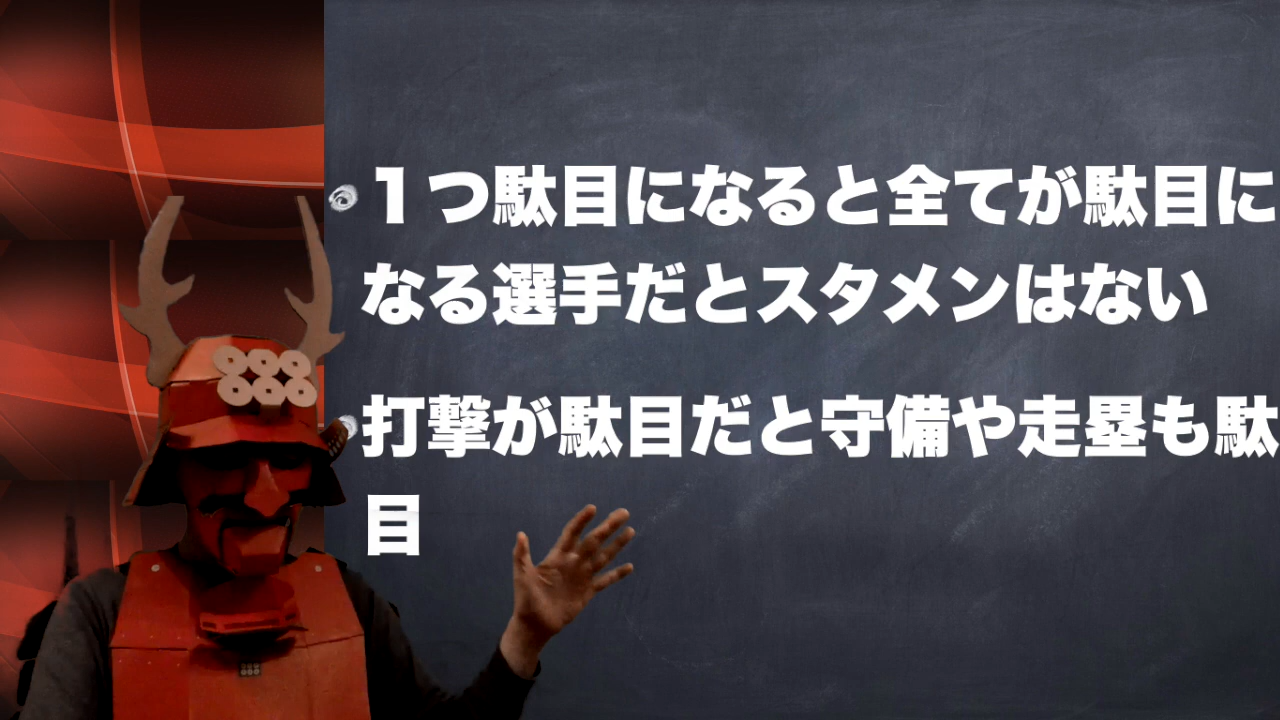 １つ駄目になると全てが駄目に
なる選手だとスタメンはない
打撃が駄目だと守備や走塁も駄
目